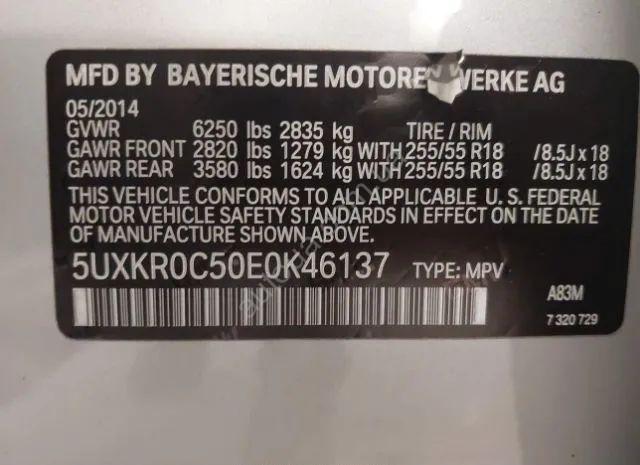 MFD BY BAYERISCHE MOTOREN WERKE AG
05/2014
GVWR 6250 lbs 2835 kg TIRE / RIM
GAWR FRONT 2820 lbs 1279 kg WITH 255/55 R18 /8.5J x 18
GAWR REAR 3580 lbs 1624 kg WITH 255/55 R18 /8.5J x 18
THIS VEHICLE CONFORMS TO ALL APPLICABLE U. S. FEDERAL
MOTOR VEHICLE SAFETY STANDARDS IN EFFECT ON THE DATE
OF MANUFACTURE SHOWN ABOVE.
5UXKR0C50E0K46137 TYPE: MPV
A83M
7 320 729